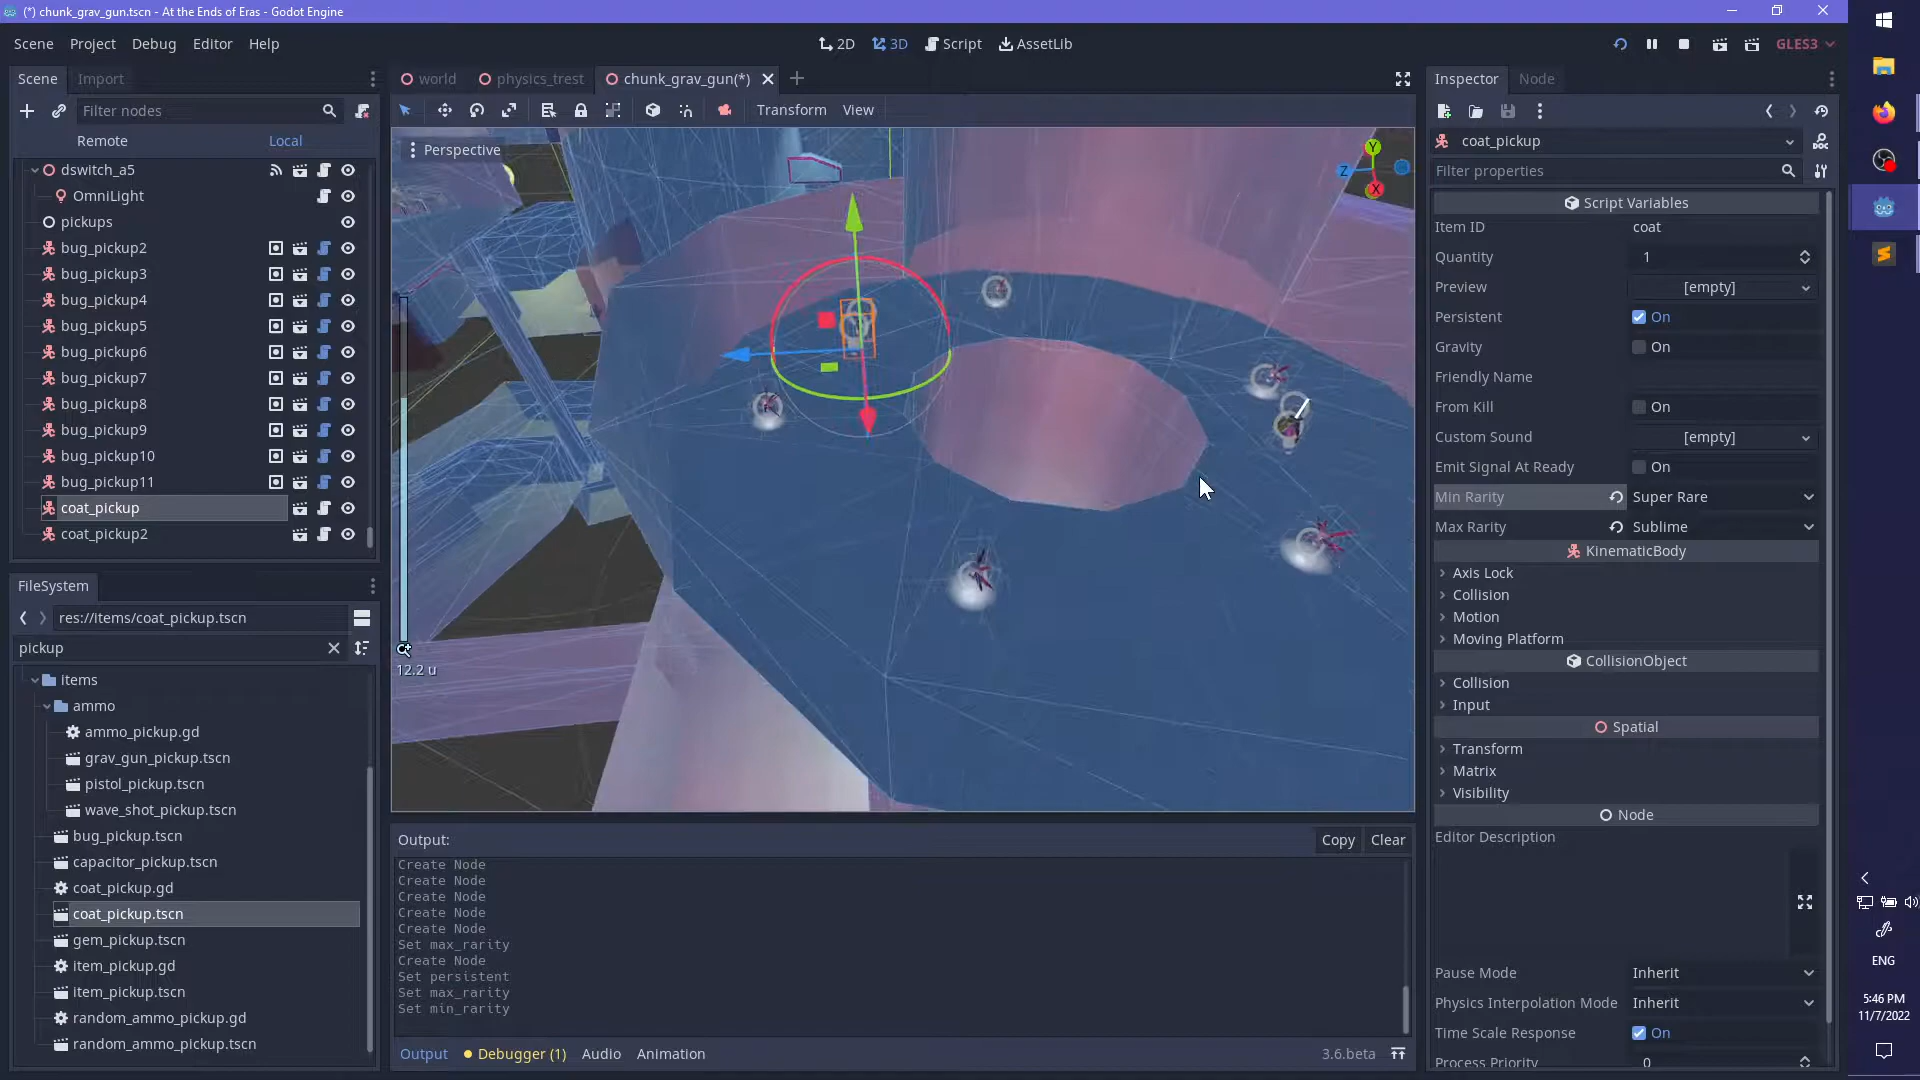 (*) chunk_grav_gun.tscn - At the Ends of Eras - Godot Engine
Scene Project Debug Editor Help
2D 3D Script AssetLib
GLES3
Scene Import
Filter nodes
Remote Local
dswitch_a5
OmniLight
pickups
bug_pickup2
bug_pickup3
bug_pickup4
bug_pickup5
bug_pickup6
bug_pickup7
bug_pickup8
bug_pickup9
bug_pickup10
bug_pickup11
coat_pickup
coat_pickup2
FileSystem
res://items/coat_pickup.tscn
pickup
items
ammo
ammo_pickup.gd
grav_gun_pickup.tscn
pistol_pickup.tscn
wave_shot_pickup.tscn
bug_pickup.tscn
capacitor_pickup.tscn
coat_pickup.gd
coat_pickup.tscn
gem_pickup.tscn
item_pickup.gd
item_pickup.tscn
random_ammo_pickup.gd
random_ammo_pickup.tscn
world physics_trest chunk_grav_gun(*)
Transform View
Perspective
Y
Z
X
12.2 u
Output:
Copy Clear
Create Node
Create Node
Create Node
Create Node
Create Node
Set max_rarity
Create Node
Set persistent
Set max_rarity
Set min_rarity
Output Debugger (1) Audio Animation
3.6.beta
Inspector Node
coat_pickup
Filter properties
Script Variables
Item ID coat
Quantity 1
Preview [empty]
Persistent On
Gravity On
Friendly Name
From Kill On
Custom Sound [empty]
Emit Signal At Ready On
Min Rarity Super Rare
Max Rarity Sublime
KinematicBody
Axis Lock
Collision
Motion
Moving Platform
CollisionObject
Collision
Input
Spatial
Transform
Matrix
Visibility
Node
Editor Description
Pause Mode Inherit
Physics Interpolation Mode Inherit
Time Scale Response On
Process Priority 0
ENG
5:46 PM
11/7/2022